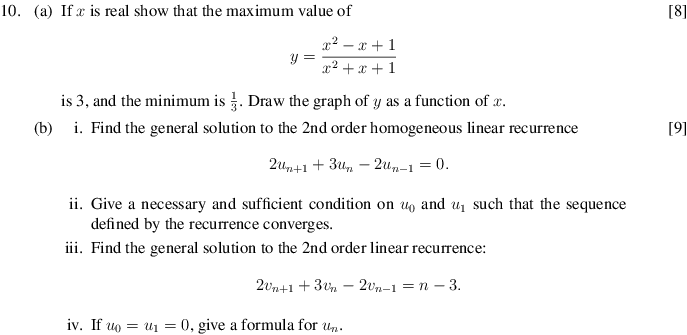 10. (a) If x is real show that the maximum value of [8]
y = \frac{x^2 - x + 1}{x^2 + x + 1}
is 3, and the minimum is \frac{1}{3}. Draw the graph of y as a function of x.
(b) i. Find the general solution to the 2nd order homogeneous linear recurrence [9]
2u_{n+1} + 3u_n - 2u_{n-1} = 0.
ii. Give a necessary and sufficient condition on u_0 and u_1 such that the sequence
defined by the recurrence converges.
iii. Find the general solution to the 2nd order linear recurrence:
2v_{n+1} + 3v_n - 2v_{n-1} = n - 3.
iv. If u_0 = u_1 = 0, give a formula for u_n.